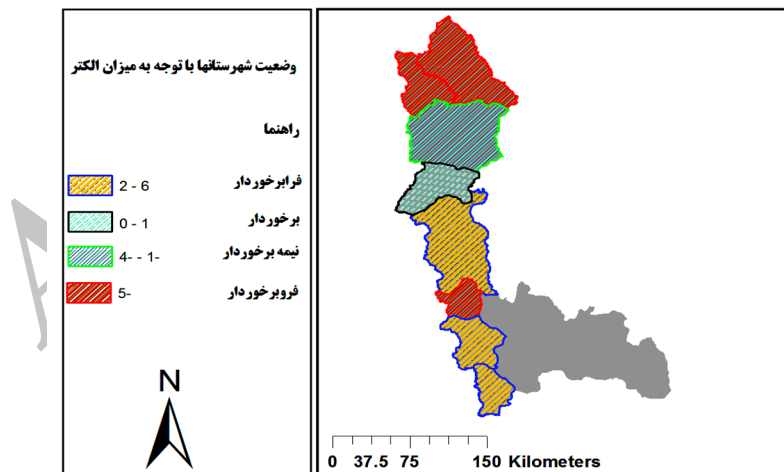 وضعیت شهرستانها با توجه به میزان الکتر
راهنما
2 - 6 فرابرخوردار
0 - 1 برخوردار
4- - 1- نیمه برخوردار
5- فروبرخوردار
N
0 37.5 75 150 Kilometers